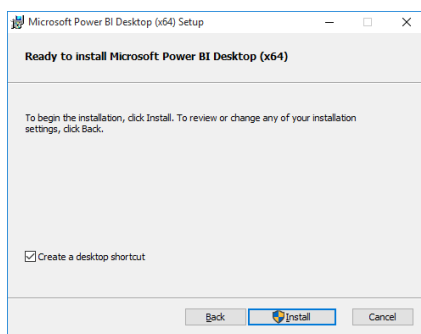 Microsoft Power BI Desktop (x64) Setup
Ready to install Microsoft Power BI Desktop (x64)
To begin the installation, click Install. To review or change any of your installation
settings, click Back.
Create a desktop shortcut
Back Install Cancel